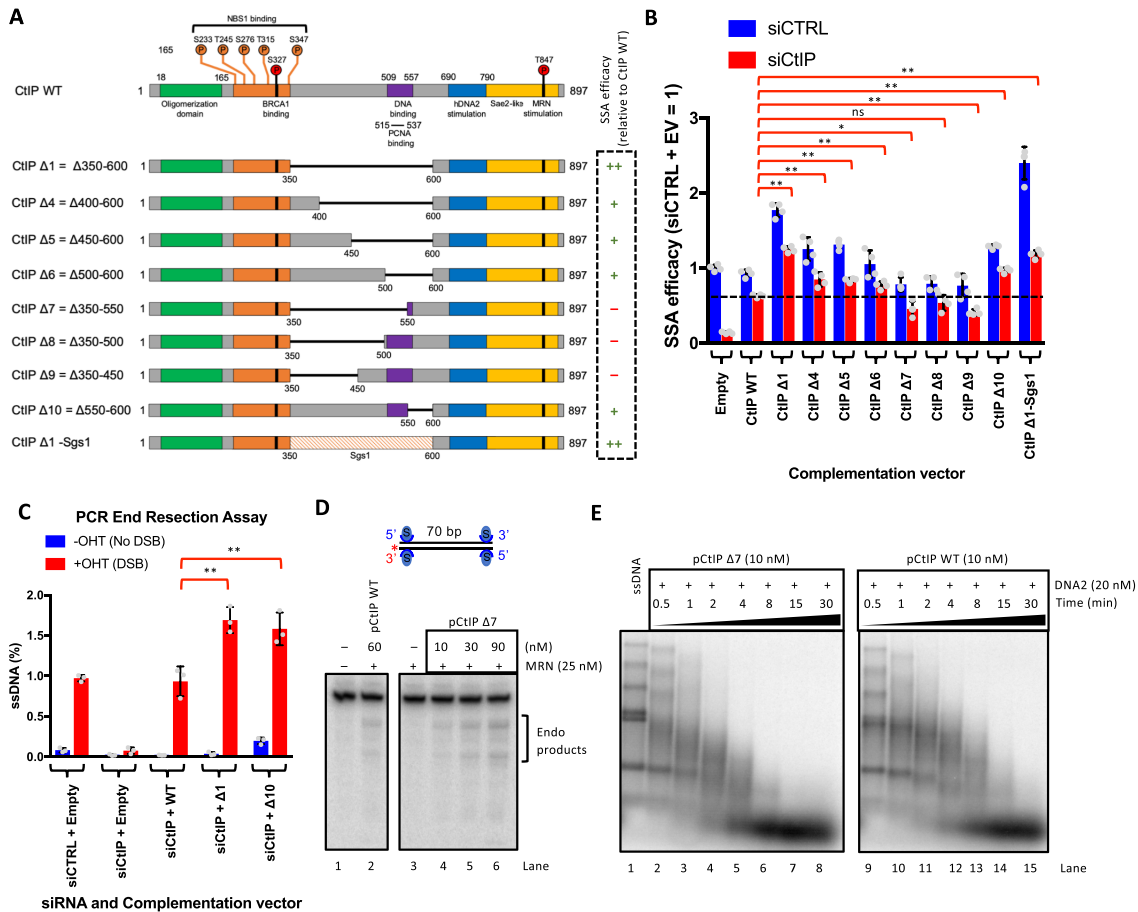 A
NBS1 binding
S233 T245 S276 T315 S347
165
P P P P P
S327
P
T847
P
18 165 509 557 690 790
CtIP WT 1 897
Oligomerization domain
BRCA1 binding
DNA binding
hDNA2 stimulation
Sae2-like
MRN stimulation
515 537
PCNA binding
SSA efficacy (relative to CtIP WT)
CtIP Δ1 = Δ350-600 1 897 ++
350 600
CtIP Δ4 = Δ400-600 1 897 +
400 600
CtIP Δ5 = Δ450-600 1 897 +
450 600
CtIP Δ6 = Δ500-600 1 897 +
500 600
CtIP Δ7 = Δ350-550 1 897 –
350 550
CtIP Δ8 = Δ350-500 1 897 –
350 500
CtIP Δ9 = Δ350-450 1 897 –
350 450
CtIP Δ10 = Δ550-600 1 897 +
550 600
CtIP Δ1 -Sgs1 1 897 ++
350 Sgs1 600
B
siCTRL
siCtIP
**
**
**
ns
*
**
**
**
**
SSA efficacy (siCTRL + EV = 1)
3
2
1
0
Empty
CtIP WT
CtIP Δ1
CtIP Δ4
CtIP Δ5
CtIP Δ6
CtIP Δ7
CtIP Δ8
CtIP Δ9
CtIP Δ10
CtIP Δ1-Sgs1
Complementation vector
C
PCR End Resection Assay
-OHT (No DSB)
+OHT (DSB)
**
**
ssDNA (%)
2.0
1.5
1.0
0.5
0.0
siCTRL + Empty
siCtIP + Empty
siCtIP + WT
siCtIP + Δ1
siCtIP + Δ10
siRNA and Complementation vector
D
5' S 70 bp S 3'
*
3' S S 5'
pCtIP WT
pCtIP Δ7
– 60 – 10 30 90 (nM)
– + + + + + MRN (25 nM)
Endo products
1 2 3 4 5 6 Lane
E
ssDNA
pCtIP Δ7 (10 nM)
pCtIP WT (10 nM)
+ + + + + + + + + + + + + + DNA2 (20 nM)
0.5 1 2 4 8 15 30 0.5 1 2 4 8 15 30 Time (min)
1 2 3 4 5 6 7 8 9 10 11 12 13 14 15 Lane